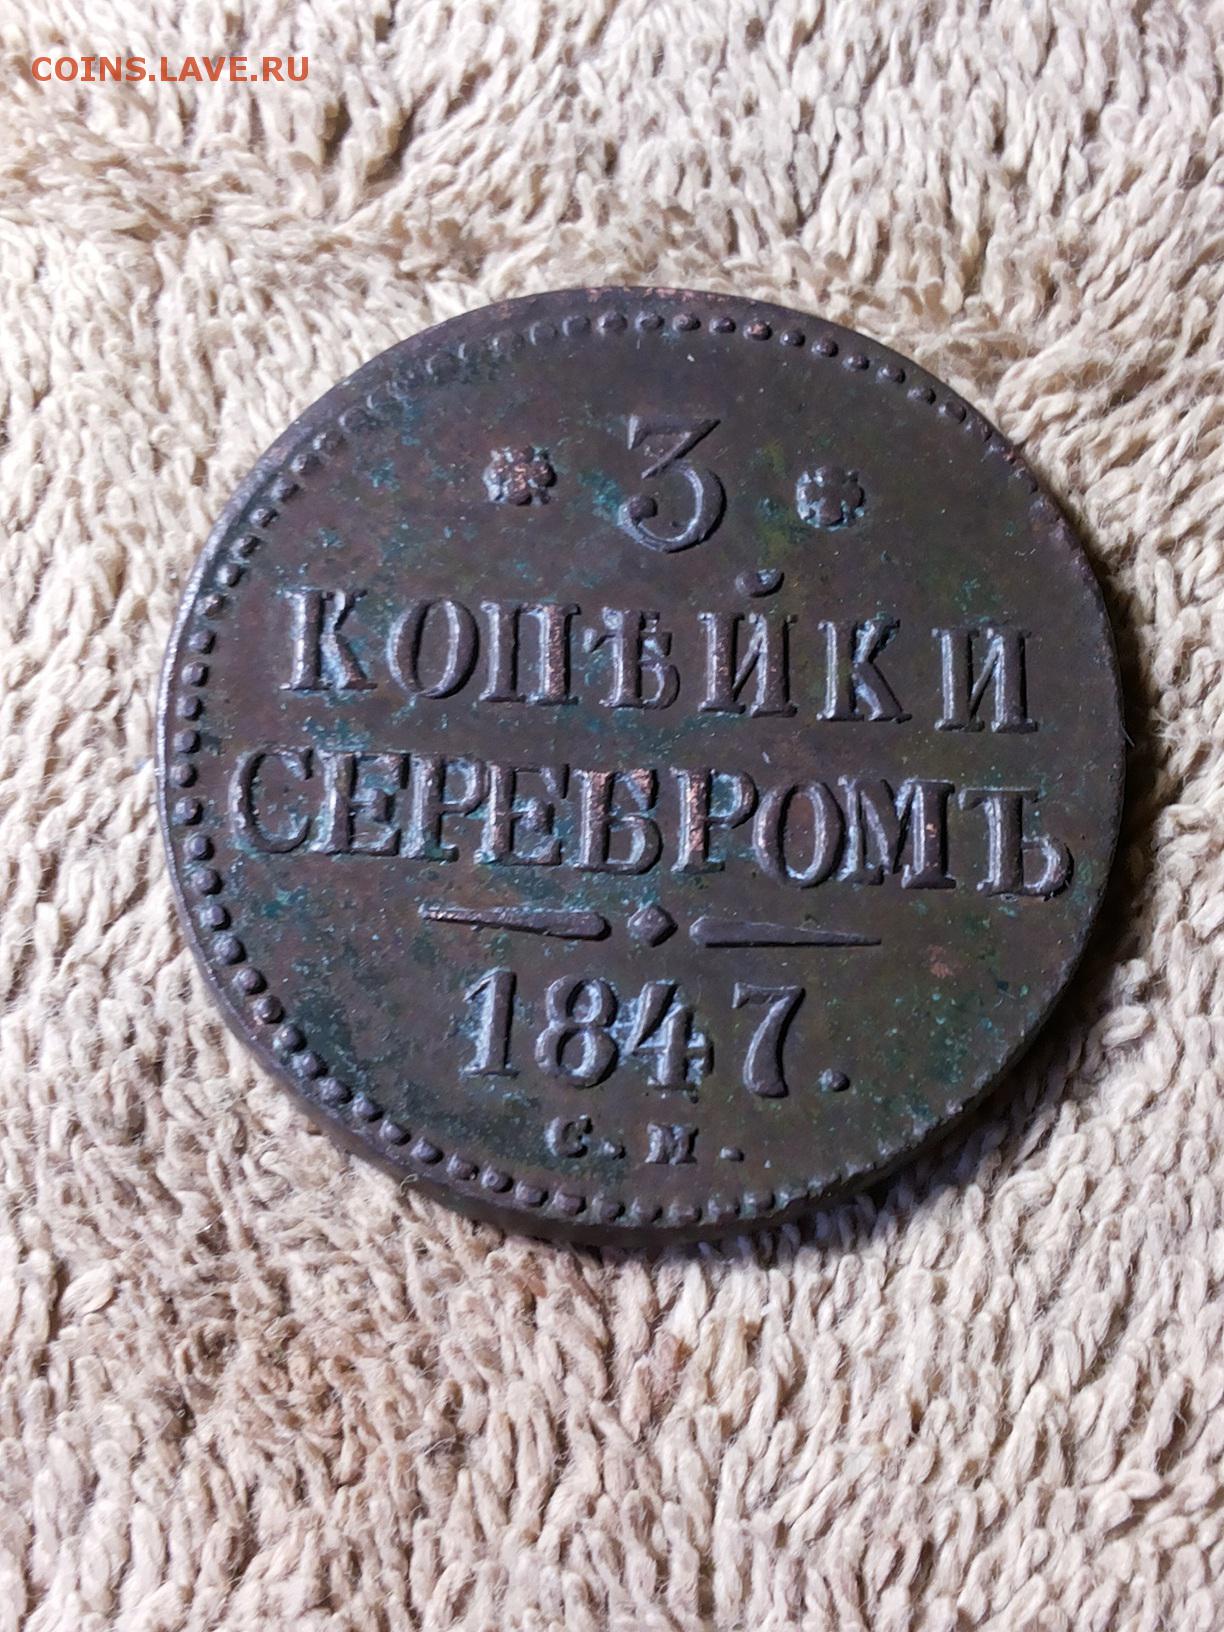 COINS.LAVE.RU
3
КОПѢЙКИ
СЕРЕБРОМЪ
1847.
С. М.